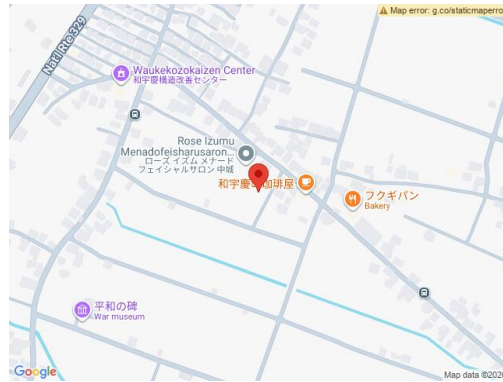 Map error: g.co/staticmaperro
Nat'l Rte 329
Waukekozokaizen Center
和宇慶構造改善センター
Rose Izumu
Menadofeisharusaron...
ローズ イズム メナード
フェイシャルサロン 中城
和宇慶の珈琲屋
フクギパン
Bakery
平和の碑
War museum
Google
Map data ©202